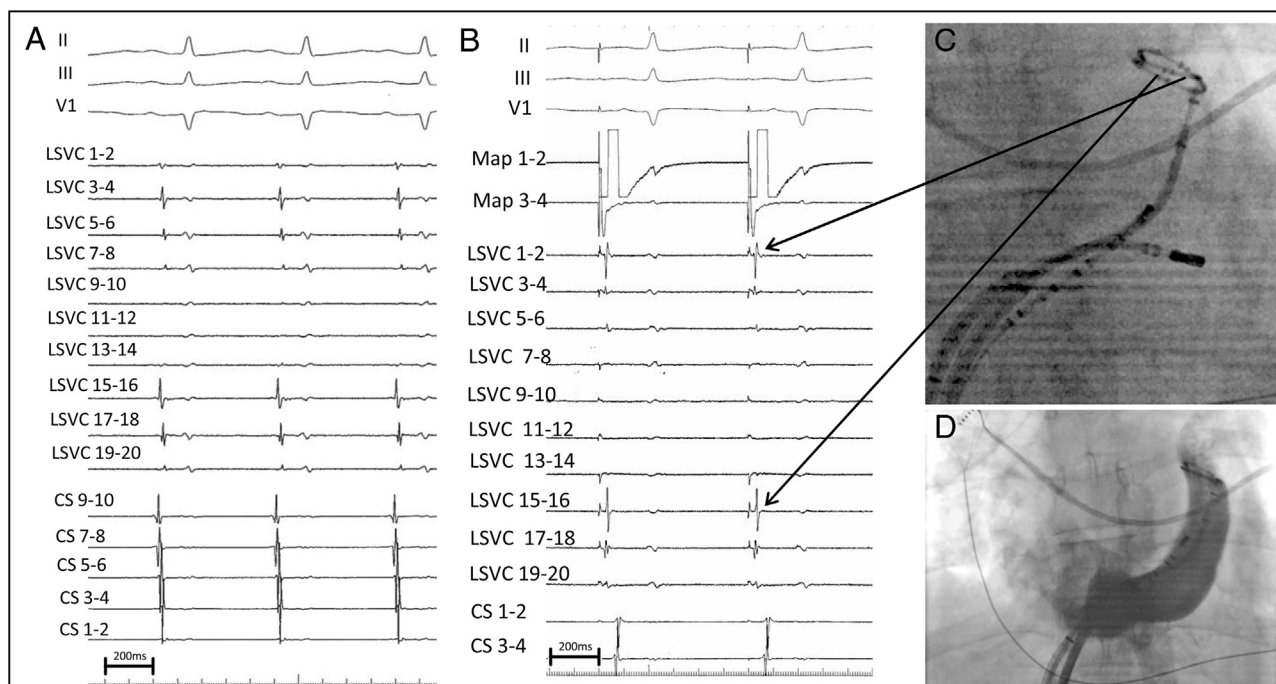 A
II
III
V1
LSVC 1-2
LSVC 3-4
LSVC 5-6
LSVC 7-8
LSVC 9-10
LSVC 11-12
LSVC 13-14
LSVC 15-16
LSVC 17-18
LSVC 19-20
CS 9-10
CS 7-8
CS 5-6
CS 3-4
CS 1-2
200ms
B
II
III
V1
Map 1-2
Map 3-4
LSVC 1-2
LSVC 3-4
LSVC 5-6
LSVC 7-8
LSVC 9-10
LSVC 11-12
LSVC 13-14
LSVC 15-16
LSVC 17-18
LSVC 19-20
CS 1-2
CS 3-4
200ms
C
D